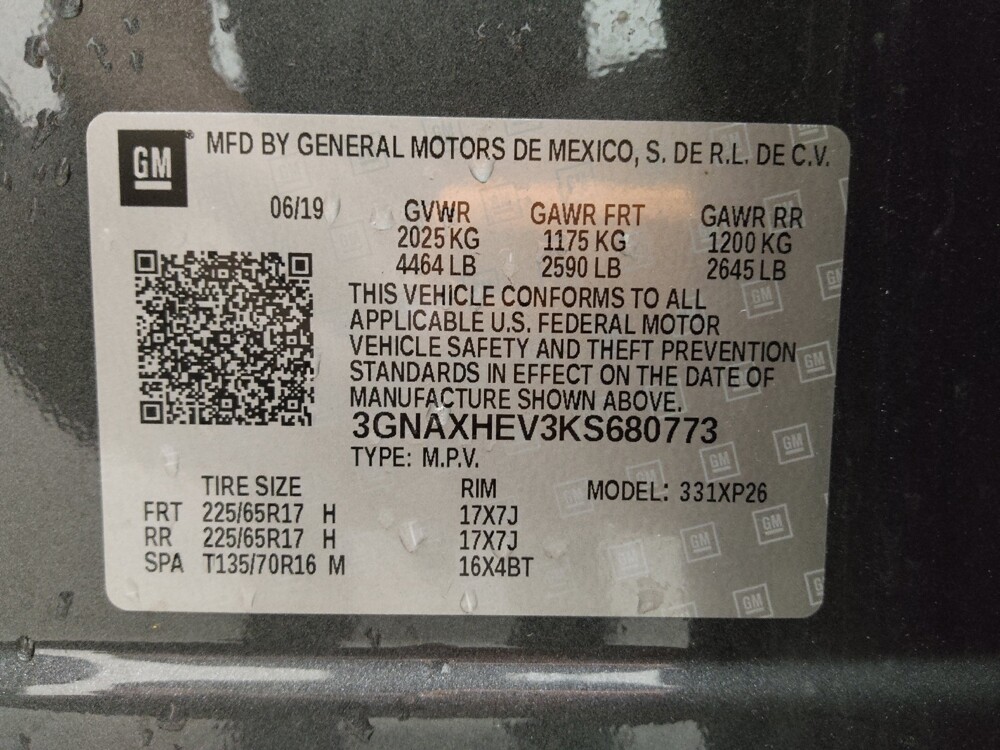 GM ® MFD BY GENERAL MOTORS DE MEXICO, S. DE R.L. DE C.V.
06/19 GVWR GAWR FRT GAWR RR
2025 KG 1175 KG 1200 KG
4464 LB 2590 LB 2645 LB
THIS VEHICLE CONFORMS TO ALL
APPLICABLE U.S. FEDERAL MOTOR
VEHICLE SAFETY AND THEFT PREVENTION
STANDARDS IN EFFECT ON THE DATE OF
MANUFACTURE SHOWN ABOVE.
3GNAXHEV3KS680773
TYPE: M.P.V.
TIRE SIZE RIM MODEL: 331XP26
FRT 225/65R17 H 17X7J
RR 225/65R17 H 17X7J
SPA T135/70R16 M 16X4BT